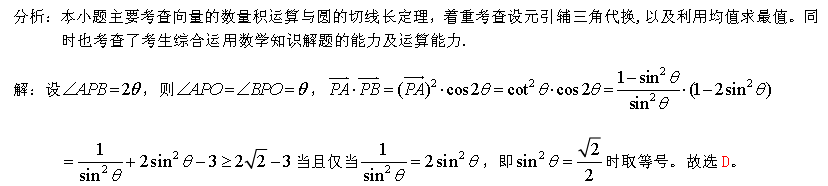 分析：本小题主要考查向量的数量积运算与圆的切线长定理，着重考查设元引辅三角代换，以及利用均值求最值。同
时也考查了考生综合运用数学知识解题的能力及运算能力.
解：设∠APB=2θ，则∠APO=∠BPO=θ，$\overrightarrow{PA}\cdot\overrightarrow{PB}=(\overrightarrow{PA})^2\cdot\cos 2\theta=\cot^2\theta\cdot\cos 2\theta=\frac{1-\sin^2\theta}{\sin^2\theta}\cdot(1-2\sin^2\theta)$
$=\frac{1}{\sin^2\theta}+2\sin^2\theta-3\geq 2\sqrt{2}-3$ 当且仅当 $\frac{1}{\sin^2\theta}=2\sin^2\theta$，即 $\sin^2\theta=\frac{\sqrt{2}}{2}$ 时取等号。故选D。